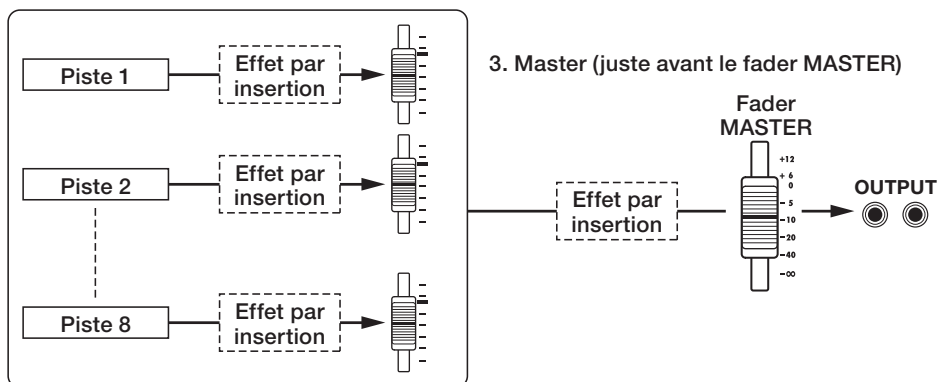 Piste 1
Effet par
insertion
Piste 2
Effet par
insertion
Piste 8
Effet par
insertion
3. Master (juste avant le fader MASTER)
Effet par
insertion
Fader
MASTER
+12
+ 6
0
- 5
-10
-20
-40
-∞
OUTPUT